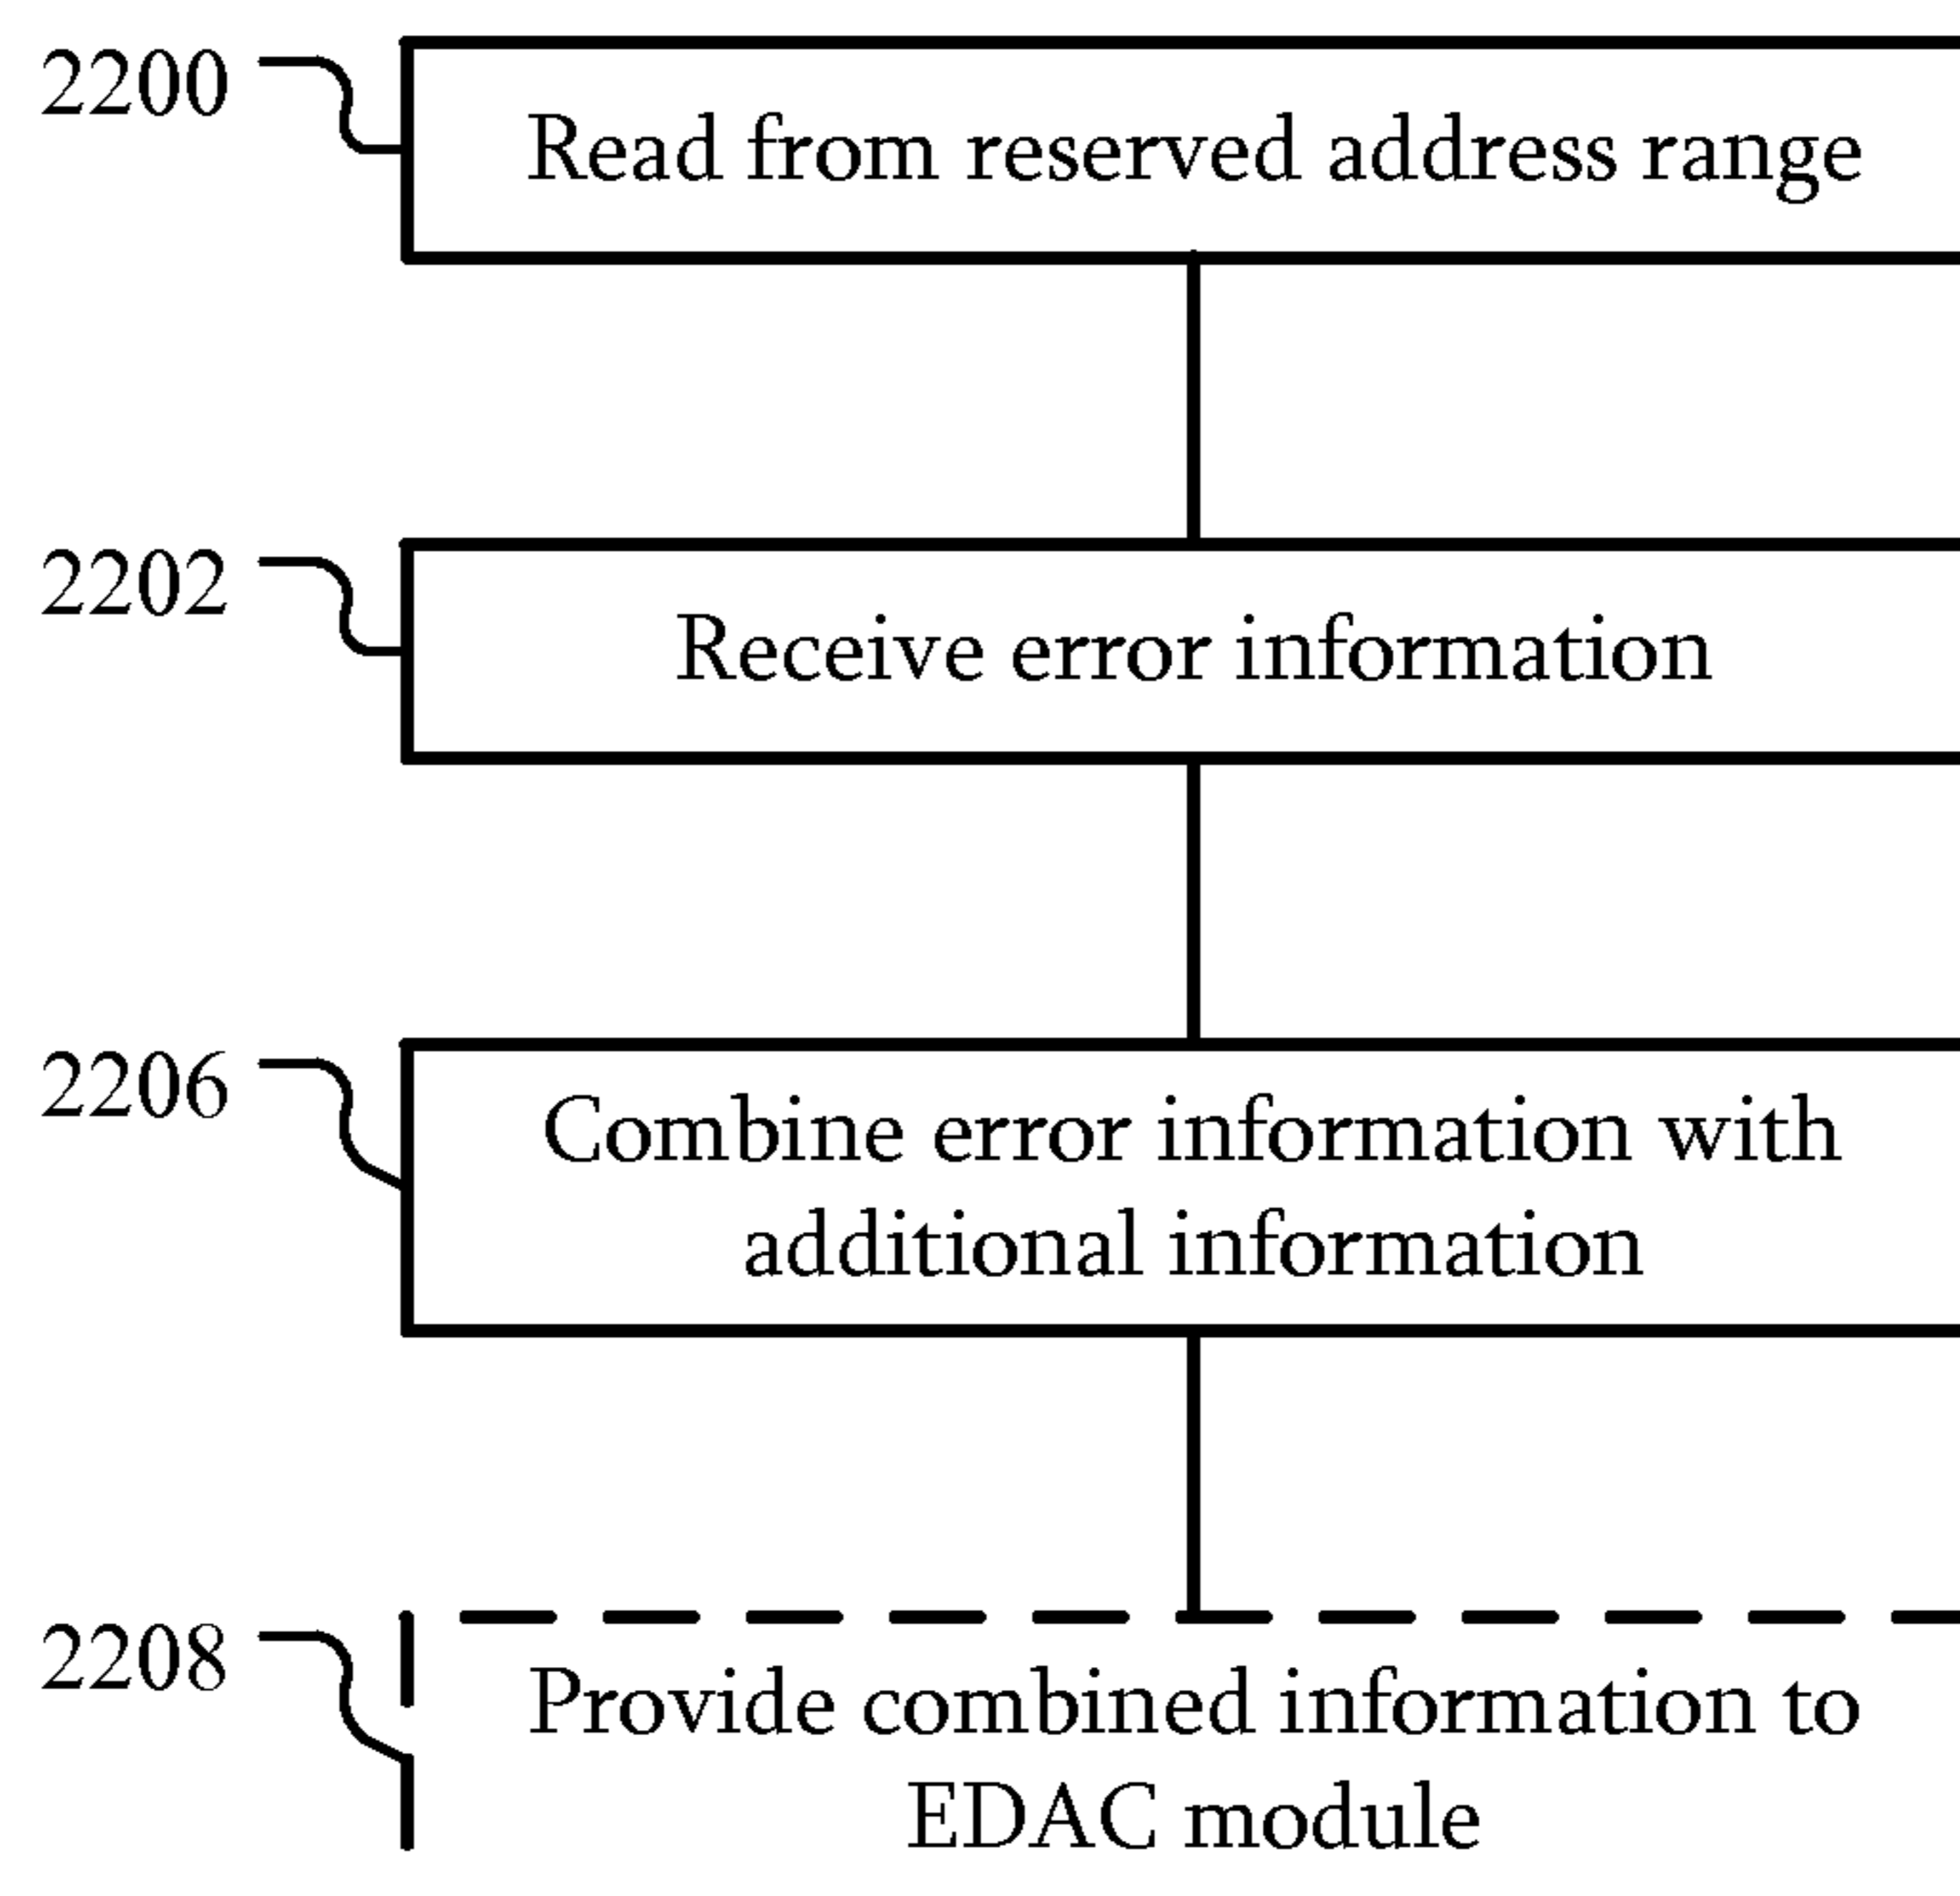 2200
Read from reserved address range
2202
Receive error information
2206
Combine error information with
additional information
2208
Provide combined information to
EDAC module